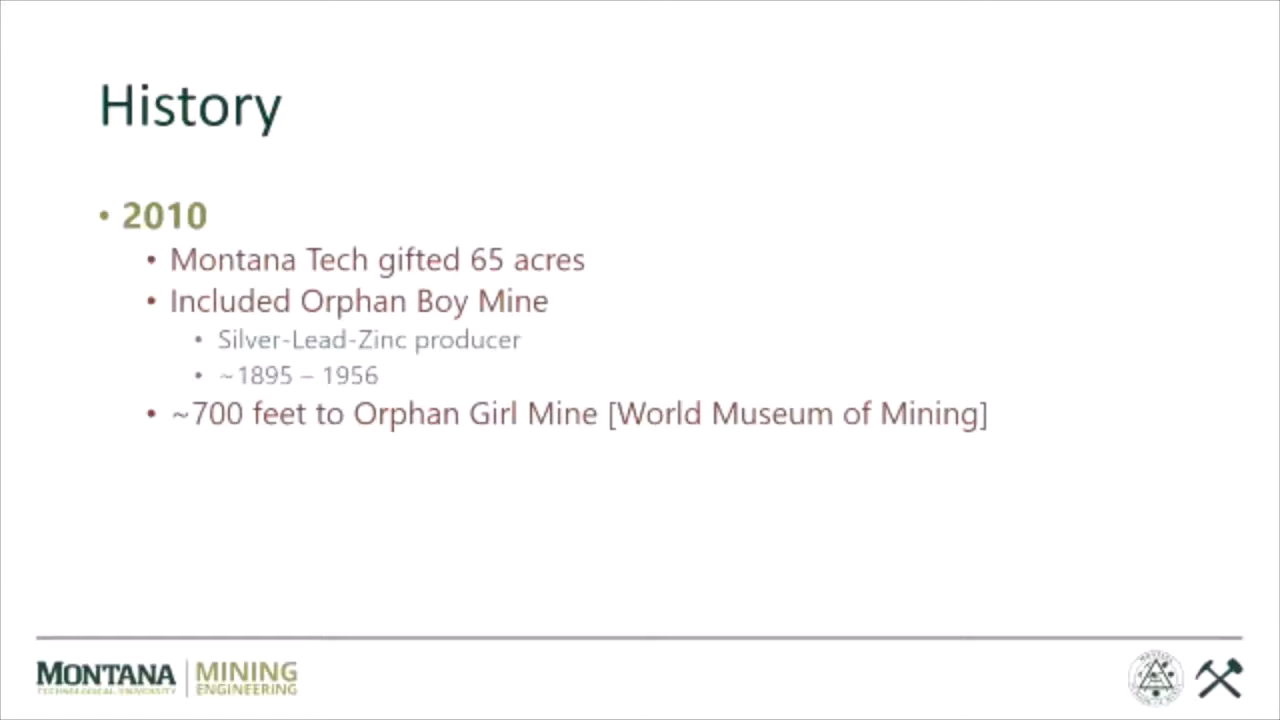 History
• 2010
• Montana Tech gifted 65 acres
• Included Orphan Boy Mine
• Silver-Lead-Zinc producer
• ~1895 – 1956
• ~700 feet to Orphan Girl Mine [World Museum of Mining]
MONTANA
TECHNOLOGICAL UNIVERSITY
MINING
ENGINEERING